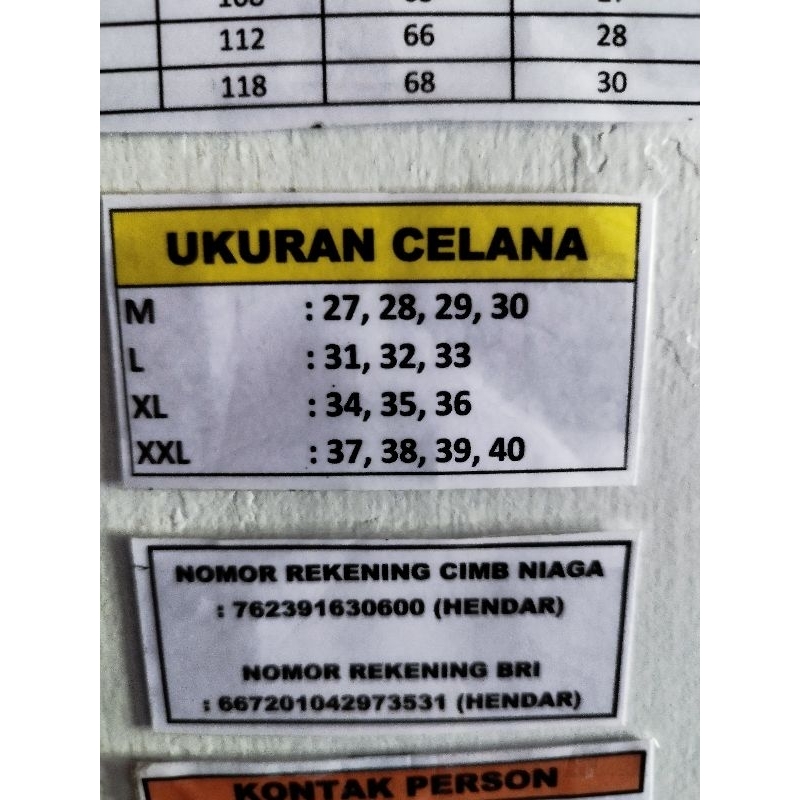 112 66 28
118 68 30
UKURAN CELANA
M : 27, 28, 29, 30
L : 31, 32, 33
XL : 34, 35, 36
XXL : 37, 38, 39, 40
NOMOR REKENING CIMB NIAGA
: 762391630600 (HENDAR)
NOMOR REKENING BRI
: 667201042973531 (HENDAR)
KONTAK PERSON